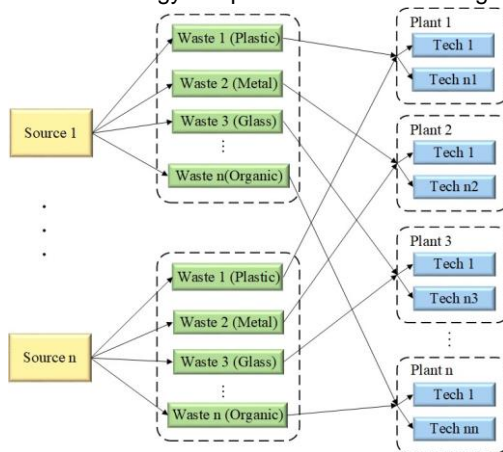 Waste 1 (Plastic)
Waste 2 (Metal)
Waste 3 (Glass)
Waste n(Organic)
Source 1
Waste 1 (Plastic)
Waste 2 (Metal)
Waste 3 (Glass)
Waste n (Organic)
Source n
Plant 1
Tech 1
Tech n1
Plant 2
Tech 1
Tech n2
Plant 3
Tech 1
Tech n3
Plant n
Tech 1
Tech nn